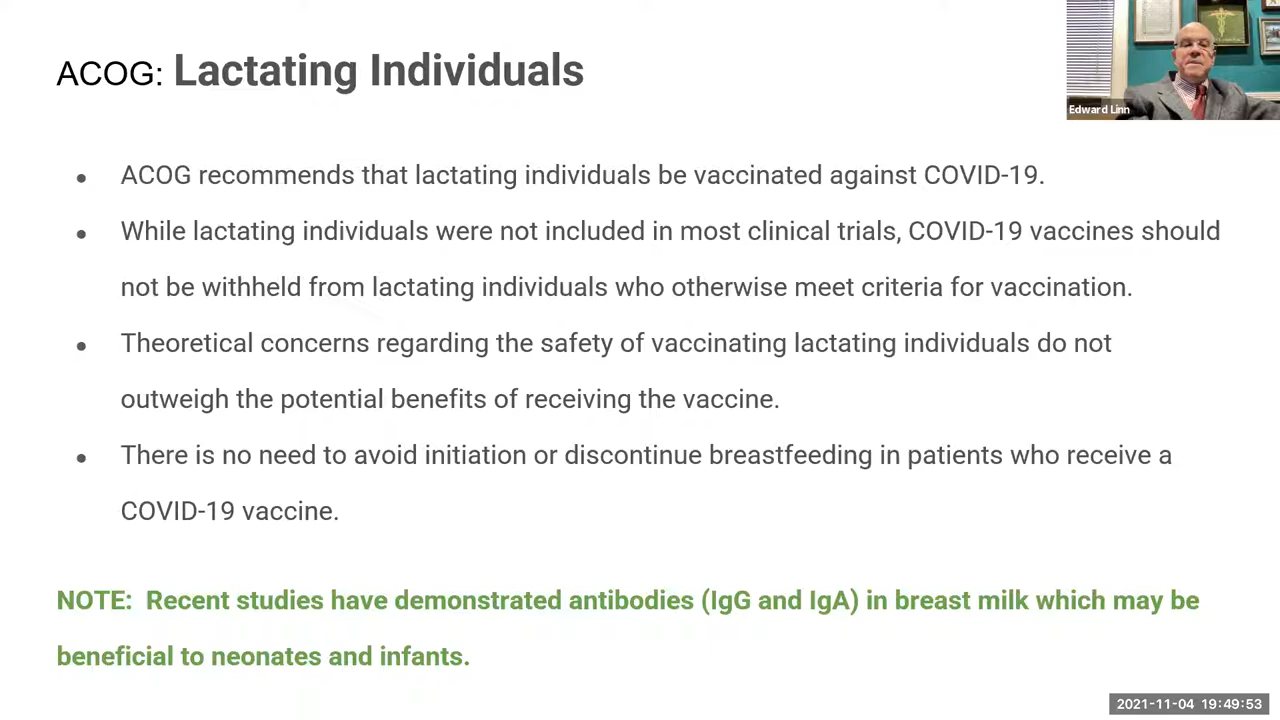 ACOG: Lactating Individuals
Edward Linn
● ACOG recommends that lactating individuals be vaccinated against COVID-19.
● While lactating individuals were not included in most clinical trials, COVID-19 vaccines should
not be withheld from lactating individuals who otherwise meet criteria for vaccination.
● Theoretical concerns regarding the safety of vaccinating lactating individuals do not
outweigh the potential benefits of receiving the vaccine.
● There is no need to avoid initiation or discontinue breastfeeding in patients who receive a
COVID-19 vaccine.
NOTE: Recent studies have demonstrated antibodies (IgG and IgA) in breast milk which may be
beneficial to neonates and infants.
2021-11-04 19:49:53